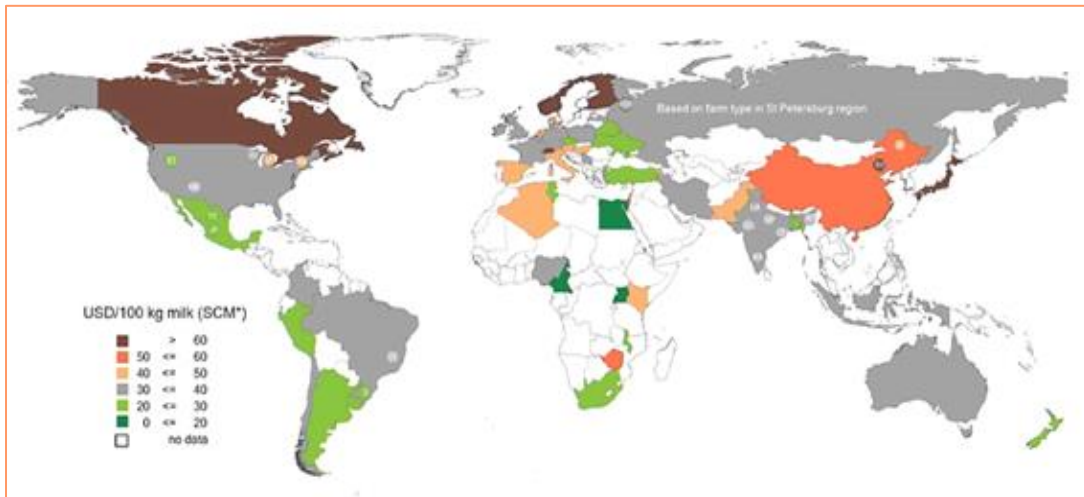 Based on farm type in St Petersburg region
USD/100 kg milk (SCM*)
> 60
50 <= 60
40 <= 50
30 <= 40
20 <= 30
0 <= 20
no data